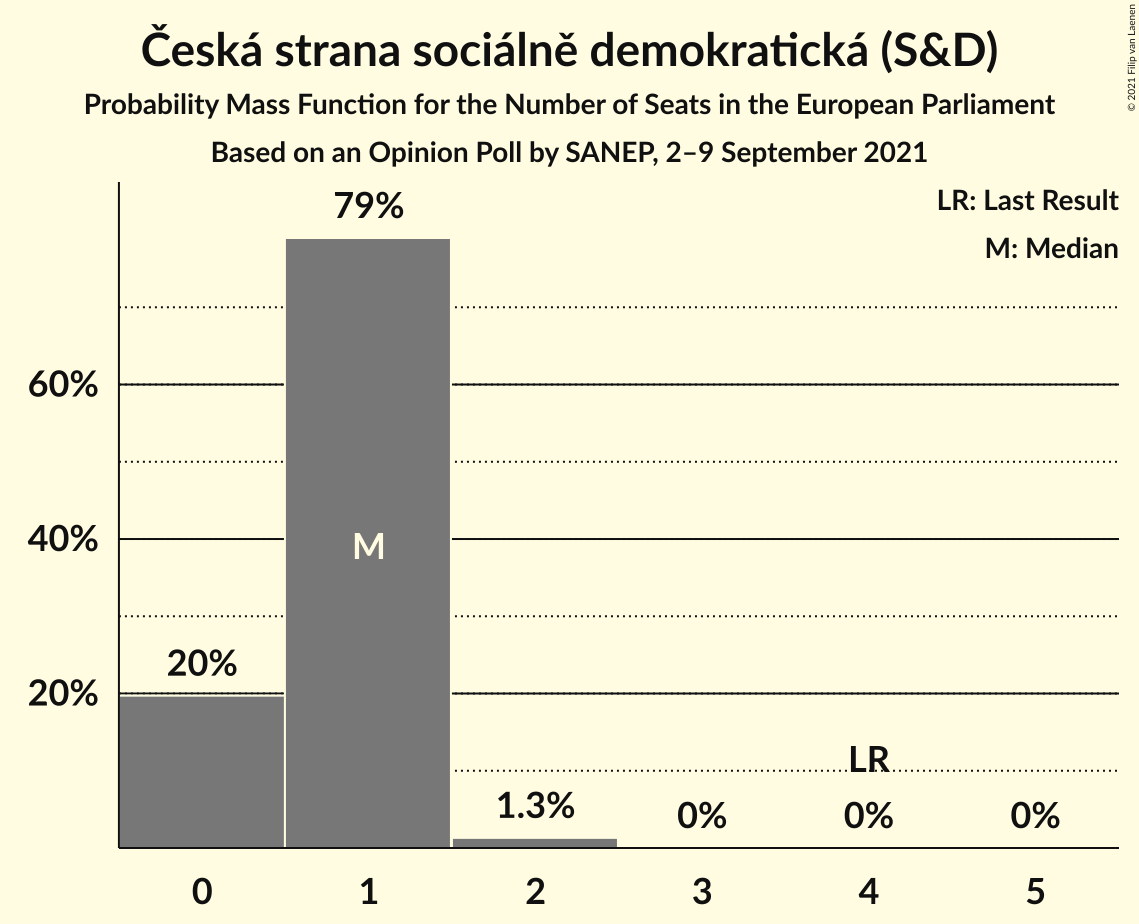 Česká strana sociálně demokratická (S&D)
Probability Mass Function for the Number of Seats in the European Parliament
Based on an Opinion Poll by SANEP, 2–9 September 2021
© 2021 Filip van Laenen
LR: Last Result
M: Median
79%
60%
40%
M
20%
20%
LR
1.3%
0%
0%
0%
0
1
2
3
4
5